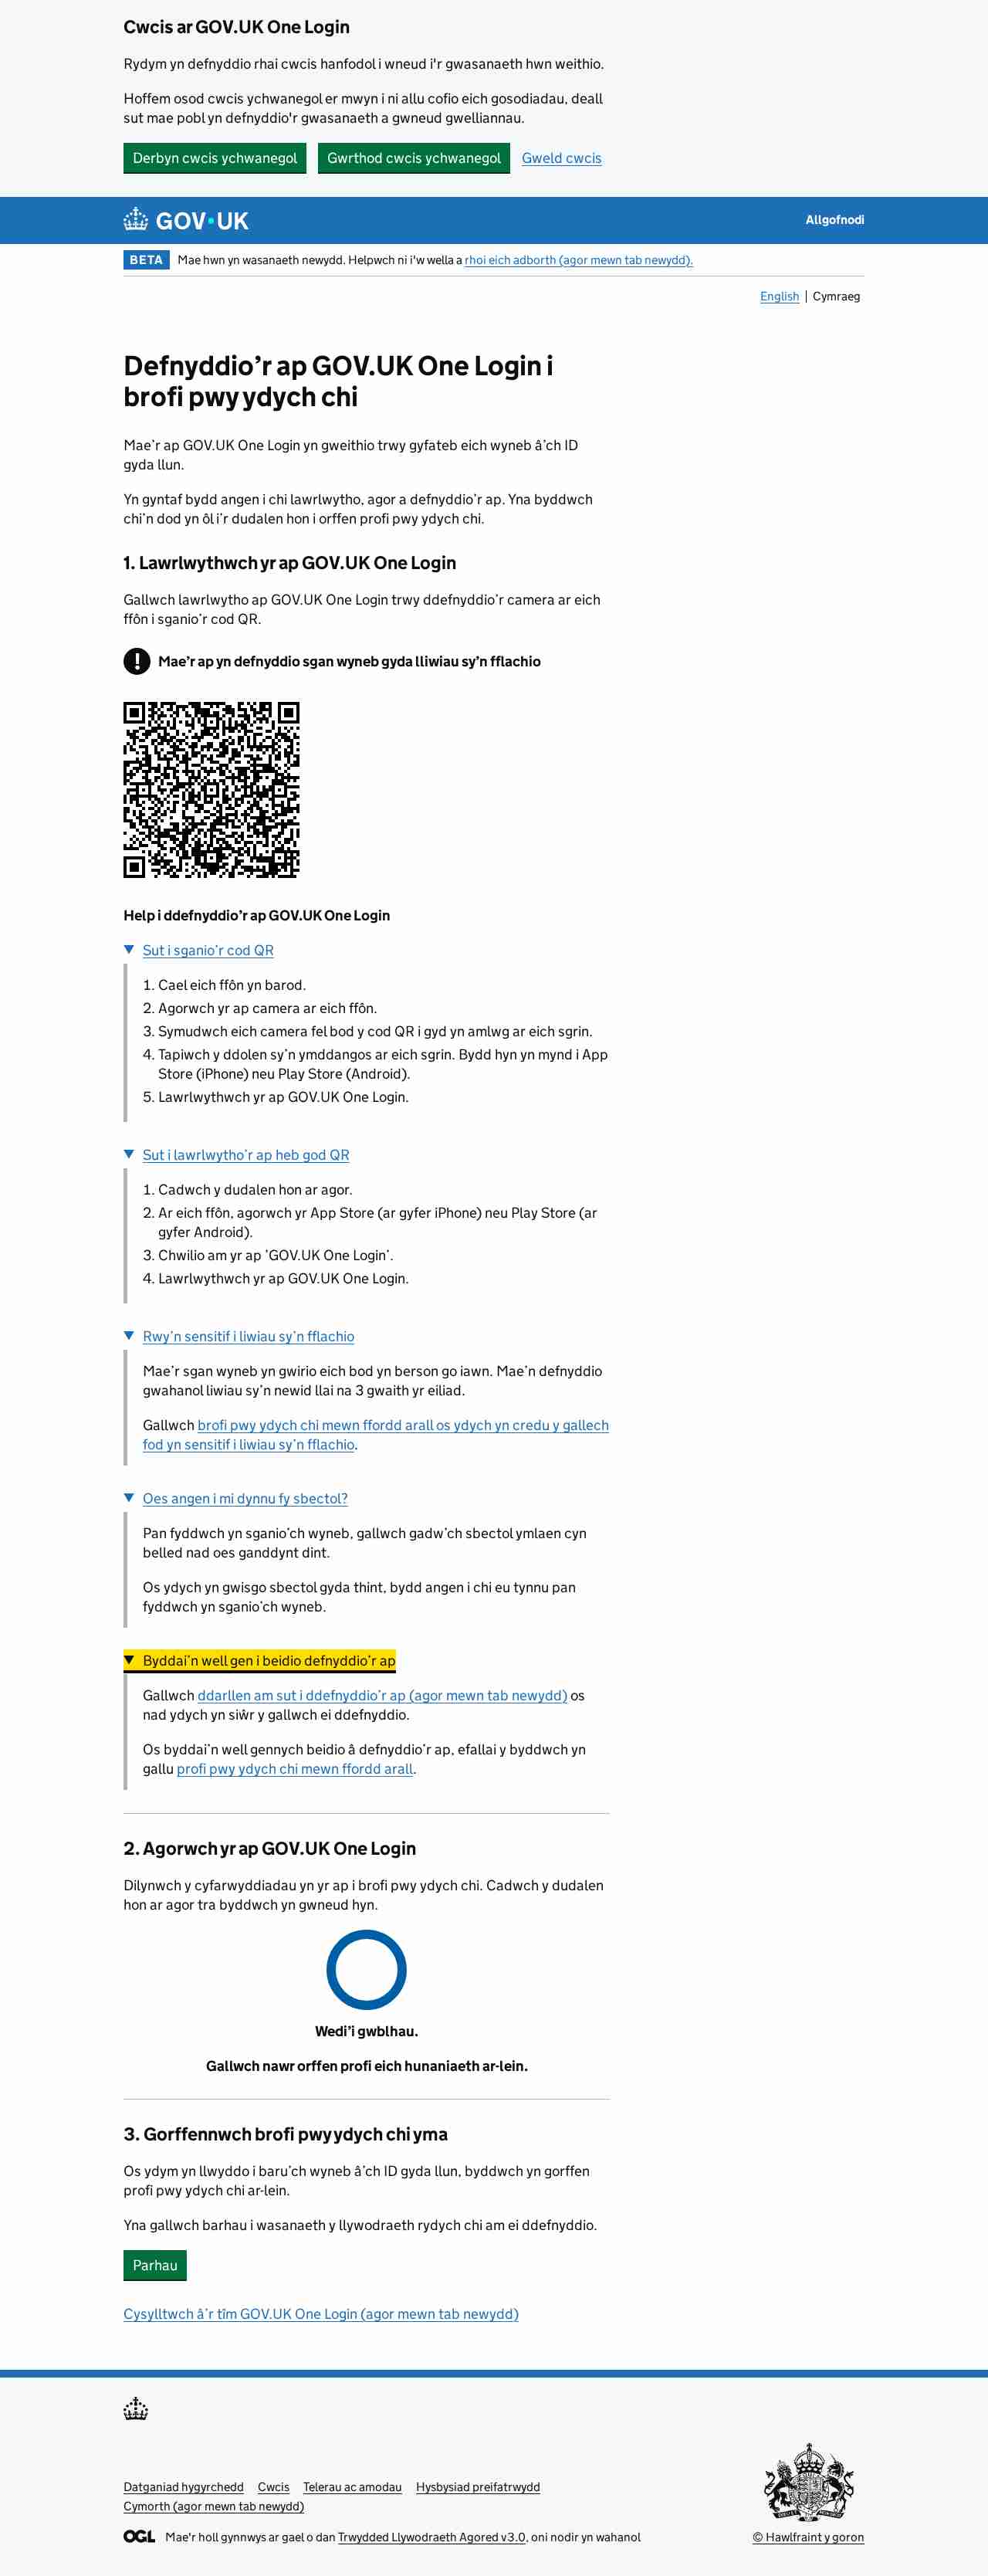 Cwcis ar GOV.UK One Login
Rydym yn defnyddio rhai cwcis hanfodol i wneud i'r gwasanaeth hwn weithio.
Hoffem osod cwcis ychwanegol er mwyn i ni allu cofio eich gosodiadau, deall
sut mae pobl yn defnyddio'r gwasanaeth a gwneud gwelliannau.
Derbyn cwcis ychwanegol Gwrthod cwcis ychwanegol Gweld cwcis
GOV.UK Allgofnodi
BETA Mae hwn yn wasanaeth newydd. Helpwch ni i'w wella a rhoi eich adborth (agor mewn tab newydd).
English | Cymraeg
Defnyddio’r ap GOV.UK One Login i
brofi pwy ydych chi
Mae’r ap GOV.UK One Login yn gweithio trwy gyfateb eich wyneb â’ch ID
gyda llun.
Yn gyntaf bydd angen i chi lawrlwytho, agor a defnyddio’r ap. Yna byddwch
chi’n dod yn ôl i’r dudalen hon i orffen profi pwy ydych chi.
1. Lawrlwythwch yr ap GOV.UK One Login
Gallwch lawrlwytho ap GOV.UK One Login trwy ddefnyddio’r camera ar eich
ffôn i sganio’r cod QR.
! Mae’r ap yn defnyddio sgan wyneb gyda lliwiau sy’n fflachio
Help i ddefnyddio’r ap GOV.UK One Login
Sut i sganio’r cod QR
1. Cael eich ffôn yn barod.
2. Agorwch yr ap camera ar eich ffôn.
3. Symudwch eich camera fel bod y cod QR i gyd yn amlwg ar eich sgrin.
4. Tapiwch y ddolen sy’n ymddangos ar eich sgrin. Bydd hyn yn mynd i App
Store (iPhone) neu Play Store (Android).
5. Lawrlwythwch yr ap GOV.UK One Login.
Sut i lawrlwytho’r ap heb god QR
1. Cadwch y dudalen hon ar agor.
2. Ar eich ffôn, agorwch yr App Store (ar gyfer iPhone) neu Play Store (ar
gyfer Android).
3. Chwilio am yr ap ‘GOV.UK One Login’.
4. Lawrlwythwch yr ap GOV.UK One Login.
Rwy’n sensitif i liwiau sy’n fflachio
Mae’r sgan wyneb yn gwirio eich bod yn berson go iawn. Mae’n defnyddio
gwahanol liwiau sy’n newid llai na 3 gwaith yr eiliad.
Gallwch brofi pwy ydych chi mewn ffordd arall os ydych yn credu y gallech
fod yn sensitif i liwiau sy’n fflachio.
Oes angen i mi dynnu fy sbectol?
Pan fyddwch yn sganio’ch wyneb, gallwch gadw’ch sbectol ymlaen cyn
belled nad oes ganddynt dint.
Os ydych yn gwisgo sbectol gyda thint, bydd angen i chi eu tynnu pan
fyddwch yn sganio’ch wyneb.
Byddai’n well gen i beidio defnyddio’r ap
Gallwch ddarllen am sut i ddefnyddio’r ap (agor mewn tab newydd) os
nad ydych yn siŵr y gallwch ei ddefnyddio.
Os byddai’n well gennych beidio â defnyddio’r ap, efallai y byddwch yn
gallu profi pwy ydych chi mewn ffordd arall.
2. Agorwch yr ap GOV.UK One Login
Dilynwch y cyfarwyddiadau yn yr ap i brofi pwy ydych chi. Cadwch y dudalen
hon ar agor tra byddwch yn gwneud hyn.
Wedi’i gwblhau.
Gallwch nawr orffen profi eich hunaniaeth ar-lein.
3. Gorffennwch brofi pwy ydych chi yma
Os ydym yn llwyddo i baru’ch wyneb â’ch ID gyda llun, byddwch yn gorffen
profi pwy ydych chi ar-lein.
Yna gallwch barhau i wasanaeth y llywodraeth rydych chi am ei ddefnyddio.
Parhau
Cysylltwch â’r tîm GOV.UK One Login (agor mewn tab newydd)
Datganiad hygyrchedd Cwcis Telerau ac amodau Hysbysiad preifatrwydd
Cymorth (agor mewn tab newydd)
OGL Mae'r holl gynnwys ar gael o dan Trwydded Llywodraeth Agored v3.0, oni nodir yn wahanol
© Hawlfraint y goron